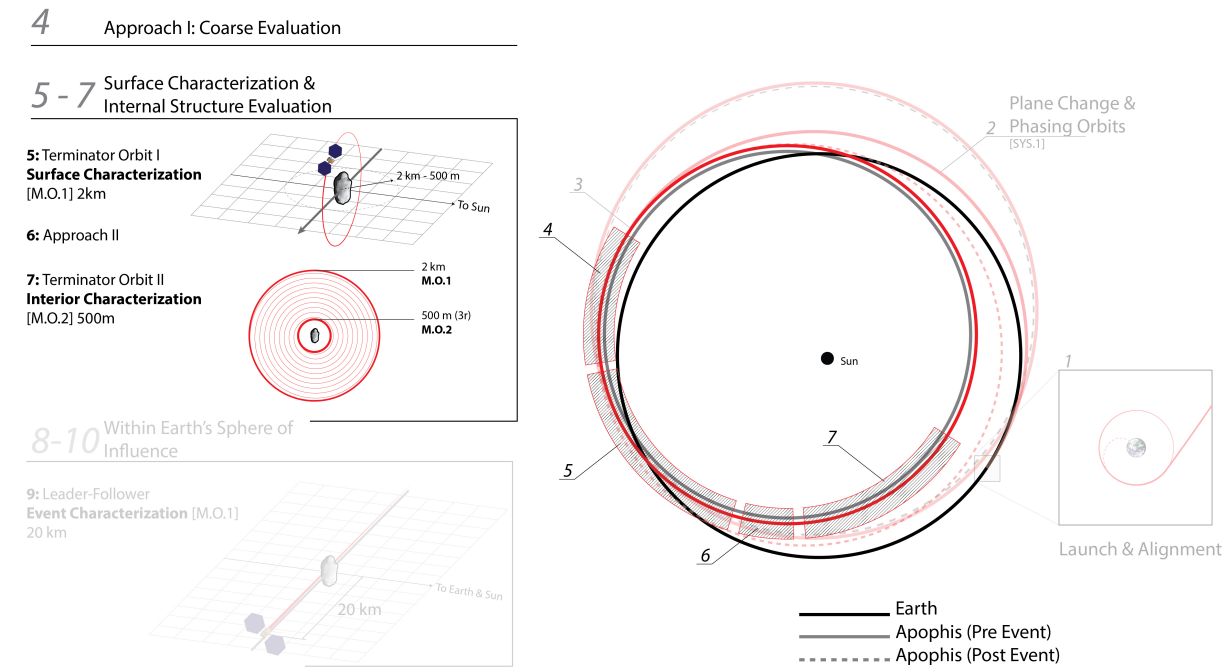 4 Approach I: Coarse Evaluation
5 - 7 Surface Characterization &
Internal Structure Evaluation
5: Terminator Orbit I
Surface Characterization
[M.O.1] 2km
6: Approach II
7: Terminator Orbit II
Interior Characterization
[M.O.2] 500m
2 km - 500 m
To Sun
2 km
M.O.1
500 m (3r)
M.O.2
8-10 Within Earth's Sphere of
Influence
9: Leader-Follower
Event Characterization [M.O.1]
20 km
To Earth & Sun
20 km
2 Plane Change &
Phasing Orbits
[SYS.1]
3
4
5
6
7
Sun
1
Launch & Alignment
Earth
Apophis (Pre Event)
Apophis (Post Event)